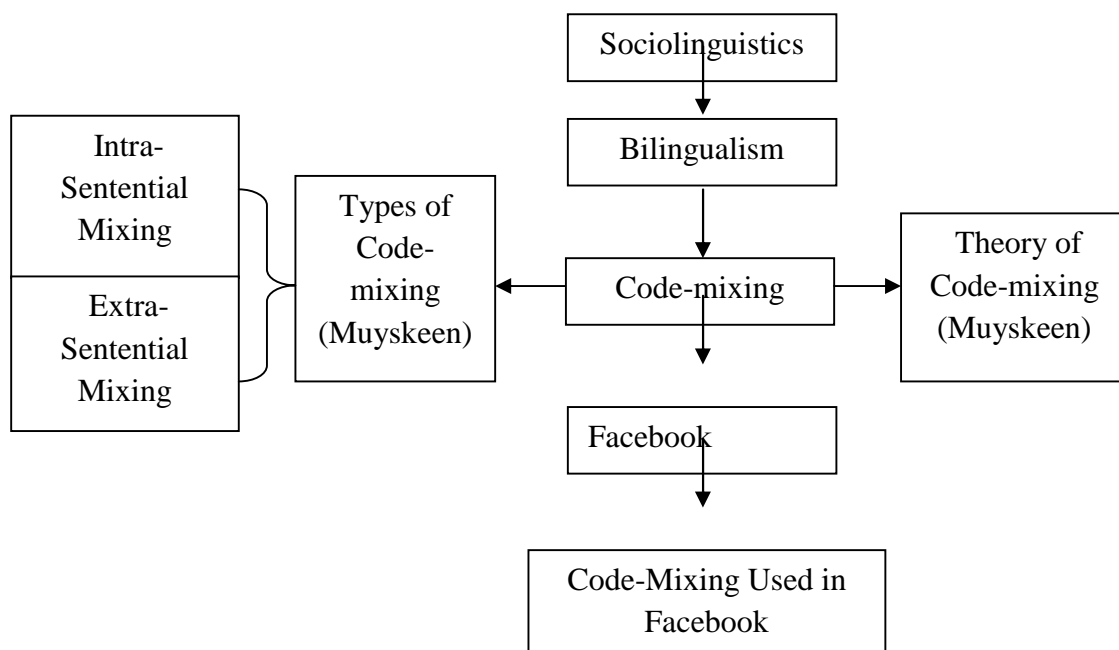 Sociolinguistics
Bilingualism
Intra-
Sentential
Mixing
Extra-
Sentential
Mixing
Types of
Code-
mixing
(Muyskeen)
Code-mixing
Theory of
Code-mixing
(Muyskeen)
Facebook
Code-Mixing Used in
Facebook